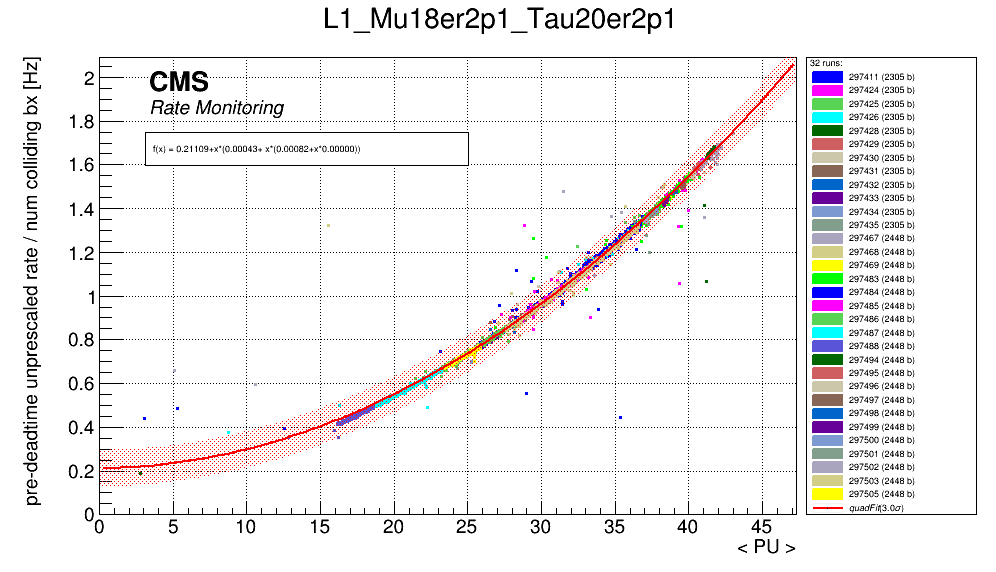 L1_Mu18er2p1_Tau20er2p1
pre-deadtime unprescaled rate / num colliding bx [Hz]
CMS
Rate Monitoring
f(x) = 0.21109+x*(0.00043+ x*(0.00082+x*0.00000))
2
1.8
1.6
1.4
1.2
1
0.8
0.6
0.4
0.2
0
0 5 10 15 20 25 30 35 40 45
< PU >
32 runs:
297411 (2305 b)
297424 (2305 b)
297425 (2305 b)
297426 (2305 b)
297428 (2305 b)
297429 (2305 b)
297430 (2305 b)
297431 (2305 b)
297432 (2305 b)
297433 (2305 b)
297434 (2305 b)
297435 (2305 b)
297467 (2448 b)
297468 (2448 b)
297469 (2448 b)
297483 (2448 b)
297484 (2448 b)
297485 (2448 b)
297486 (2448 b)
297487 (2448 b)
297488 (2448 b)
297494 (2448 b)
297495 (2448 b)
297496 (2448 b)
297497 (2448 b)
297498 (2448 b)
297499 (2448 b)
297500 (2448 b)
297501 (2448 b)
297502 (2448 b)
297503 (2448 b)
297505 (2448 b)
quadFit(3.0σ)